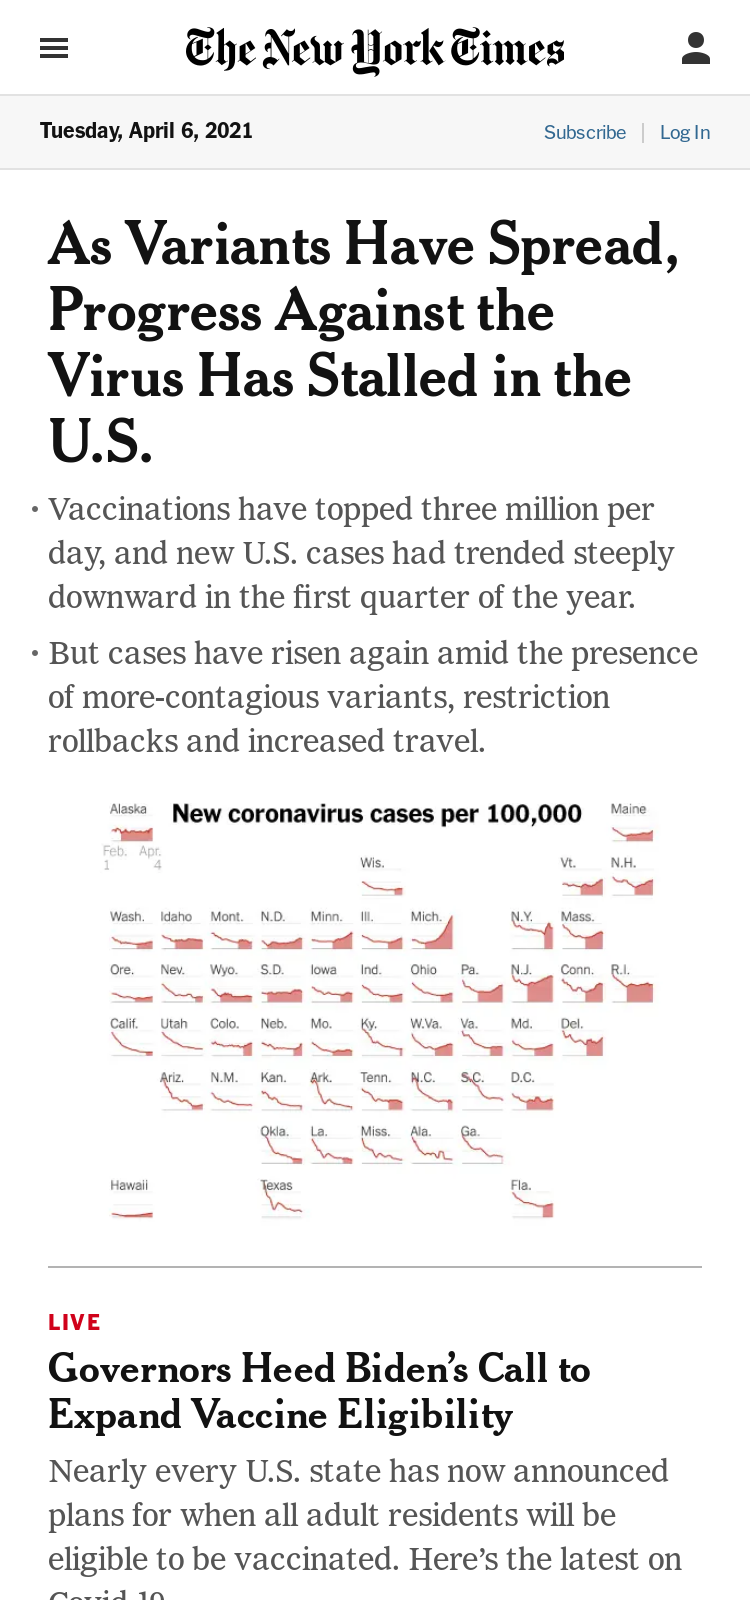 The New York Times
Tuesday, April 6, 2021
Subscribe | Log In
As Variants Have Spread,
Progress Against the
Virus Has Stalled in the
U.S.
• Vaccinations have topped three million per
day, and new U.S. cases had trended steeply
downward in the first quarter of the year.
• But cases have risen again amid the presence
of more-contagious variants, restriction
rollbacks and increased travel.
New coronavirus cases per 100,000
Alaska Maine
Feb. Apr.
1 4
Wis. Vt. N.H.
Wash. Idaho Mont. N.D. Minn. Ill. Mich. N.Y. Mass.
Ore. Nev. Wyo. S.D. Iowa Ind. Ohio Pa. N.J. Conn. R.I.
Calif. Utah Colo. Neb. Mo. Ky. W.Va. Va. Md. Del.
Ariz. N.M. Kan. Ark. Tenn. N.C. S.C. D.C.
Okla. La. Miss. Ala. Ga.
Hawaii Texas Fla.
LIVE
Governors Heed Biden’s Call to
Expand Vaccine Eligibility
Nearly every U.S. state has now announced
plans for when all adult residents will be
eligible to be vaccinated. Here’s the latest on
Covid-19.